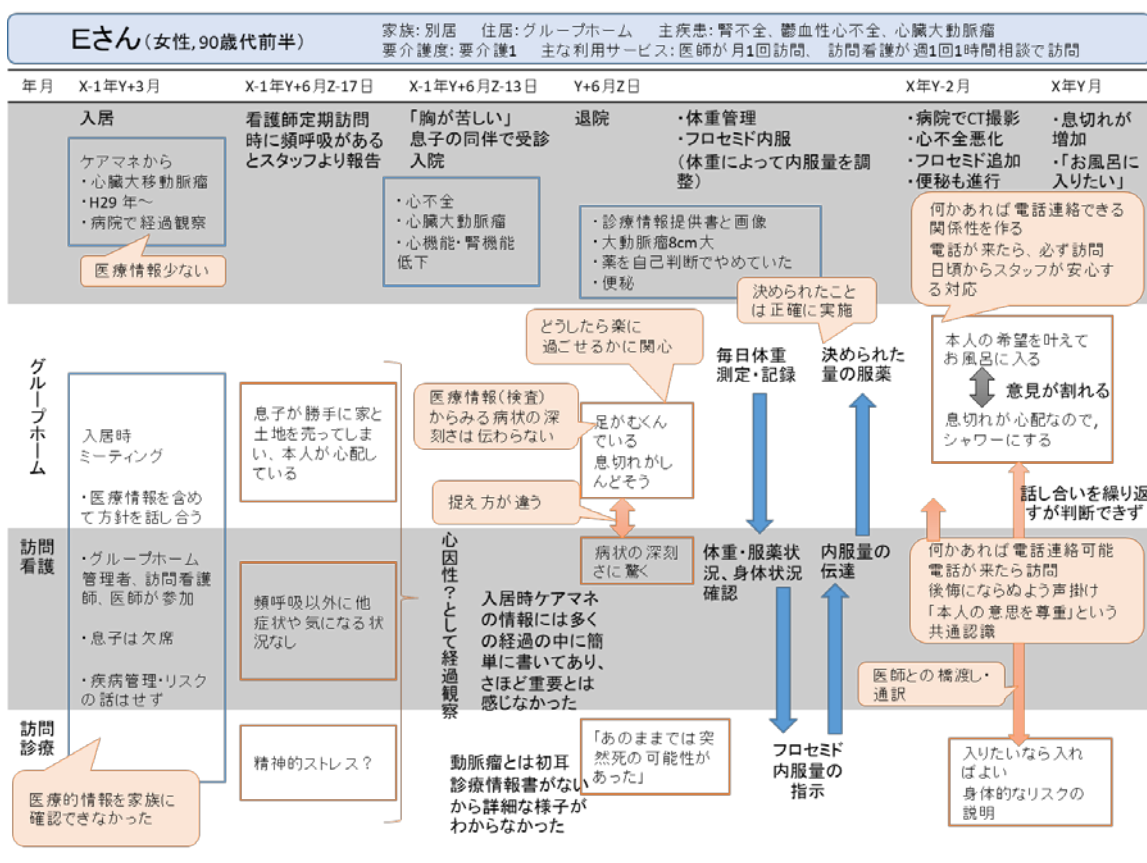 Eさん(女性,90歳代前半)
家族:別居　住居:グループホーム　主疾患:腎不全、鬱血性心不全、心臓大動脈瘤
要介護度:要介護1　主な利用サービス:医師が月1回訪問、訪問看護が週1回1時間相談で訪問
年月
X-1年Y+3月
X-1年Y+6月Z-17日
X-1年Y+6月Z-13日
Y+6月Z日
X年Y-2月
X年Y月
入居
ケアマネから
・心臓大移動脈瘤
・H29年~
・病院で経過観察
医療情報少ない
看護師定期訪問
時に頻呼吸がある
とスタッフより報告
「胸が苦しい」
息子の同伴で受診
入院
・心不全
・心臓大動脈瘤
・心機能・腎機能
低下
退院
・体重管理
・フロセミド内服
(体重によって内服量を調
整)
・診療情報提供書と画像
・大動脈瘤8cm大
・薬を自己判断でやめていた
・便秘
決められたこと
は正確に実施
・病院でCT撮影
・心不全悪化
・フロセミド追加
・便秘も進行
・息切れが
増加
・「お風呂に
入りたい」
何かあれば電話連絡できる
関係性を作る
電話が来たら、必ず訪問
日頃からスタッフが安心す
る対応
グループホーム
入居時
ミーティング
・医療情報を含め
て方針を話し合う
・グループホーム
管理者、訪問看護
師、医師が参加
・息子は欠席
・疾病管理・リスク
の話はせず
息子が勝手に家と
土地を売ってしま
い、本人が心配し
ている
どうしたら楽に
過ごせるかに関心
医療情報(検査)
からみる病状の深
刻さは伝わらない
足がむくん
でいる
息切れがし
んどそう
捉え方が違う
毎日体重
測定・記録
決められた
量の服薬
本人の希望を叶えて
お風呂に入る
意見が割れる
息切れが心配なので,
シャワーにする
話し合いを繰り返
すが判断できず
訪問
看護
頻呼吸以外に他
症状や気になる状
況なし
心因性?として経過観察
病状の深刻
さに驚く
入居時ケアマネ
の情報には多く
の経過の中に簡
単に書いてあり、
さほど重要とは
感じなかった
体重・服薬状
況、身体状況
確認
内服量の
伝達
何かあれば電話連絡可能
電話が来たら訪問
後悔にならぬよう声掛け
「本人の意思を尊重」という
共通認識
医師との橋渡し・
通訳
訪問
診療
医療的情報を家族に
確認できなかった
精神的ストレス?
動脈瘤とは初耳
診療情報書がない
から詳細な様子が
わからなかった
「あのままでは突
然死の可能性が
あった」
フロセミド
内服量の
指示
入りたいなら入れ
ばよい
身体的なリスクの
説明